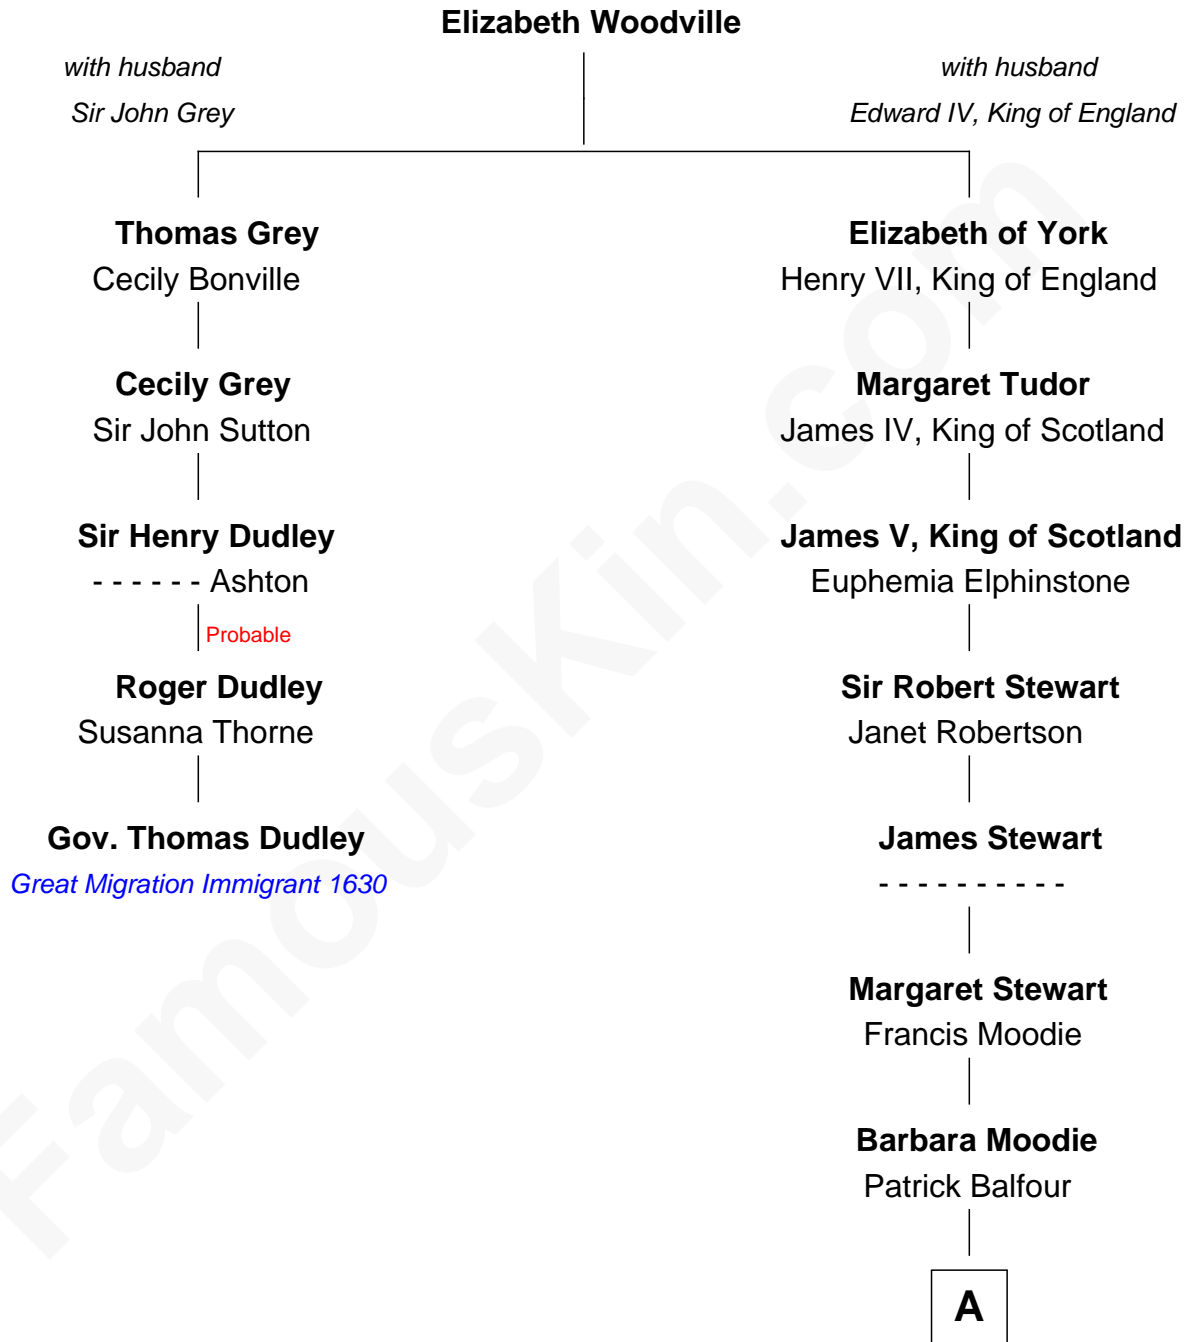 Elizabeth Woodville
with husband
Sir John Grey
with husband
Edward IV, King of England
Thomas Grey
Cecily Bonville
Cecily Grey
Sir John Sutton
Sir Henry Dudley
- - - - - - Ashton
Probable
Roger Dudley
Susanna Thorne
Gov. Thomas Dudley
Great Migration Immigrant 1630
Elizabeth of York
Henry VII, King of England
Margaret Tudor
James IV, King of Scotland
James V, King of Scotland
Euphemia Elphinstone
Sir Robert Stewart
Janet Robertson
James Stewart
- - - - - - - - - -
Margaret Stewart
Francis Moodie
Barbara Moodie
Patrick Balfour
A
FamousKin.com